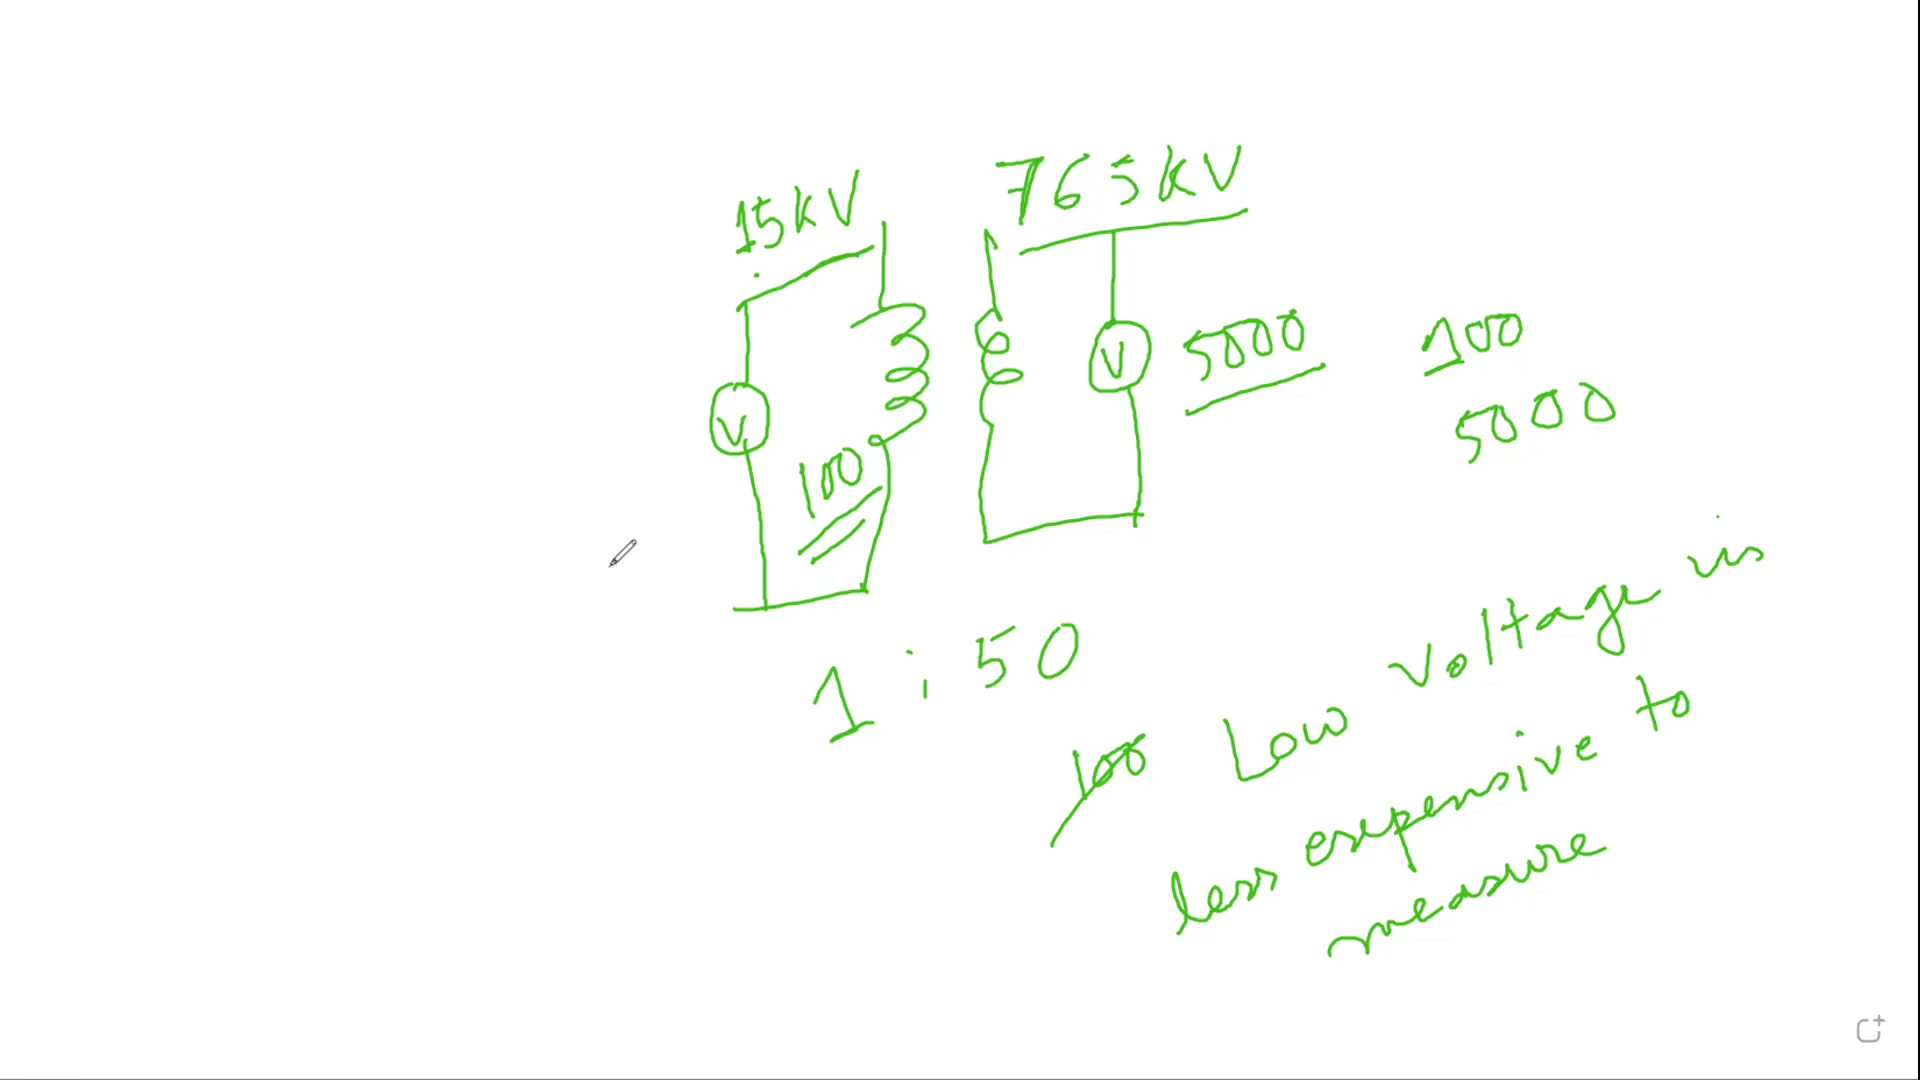 15kV
765kV
V
V
5000
100
5000
100
1 : 50
100
Low voltage is
less expensive to
measure